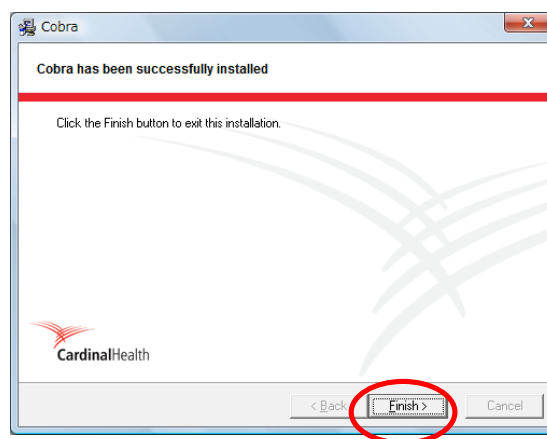 Cobra
Cobra has been successfully installed
Click the Finish button to exit this installation.
CardinalHealth
< Back
Finish >
Cancel